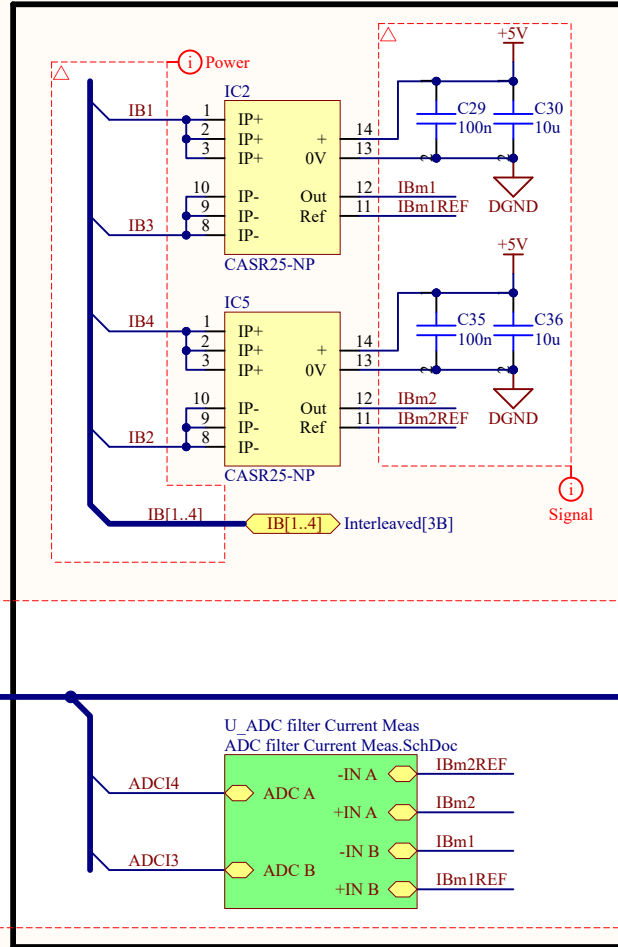 +5V
Power
IC2
IB1 1 IP+ C29 C30
2 IP+ 14 100n 10u
3 IP+ + 13
0V
10 IP- Out 12 IBm1
9 IP- Ref 11 IBm1REF DGND
IB3 8 IP-
CASR25-NP
+5V
IC5
IB4 1 IP+ C35 C36
2 IP+ 14 100n 10u
3 IP+ + 13
0V
10 IP- Out 12 IBm2
9 IP- Ref 11 IBm2REF DGND
IB2 8 IP-
CASR25-NP
i
Signal
IB[1..4] IB[1..4] Interleaved[3B]
U_ADC filter Current Meas
ADC filter Current Meas.SchDoc
-IN A IBm2REF
ADCI4 ADC A
+IN A IBm2
-IN B IBm1
ADCI3 ADC B
+IN B IBm1REF